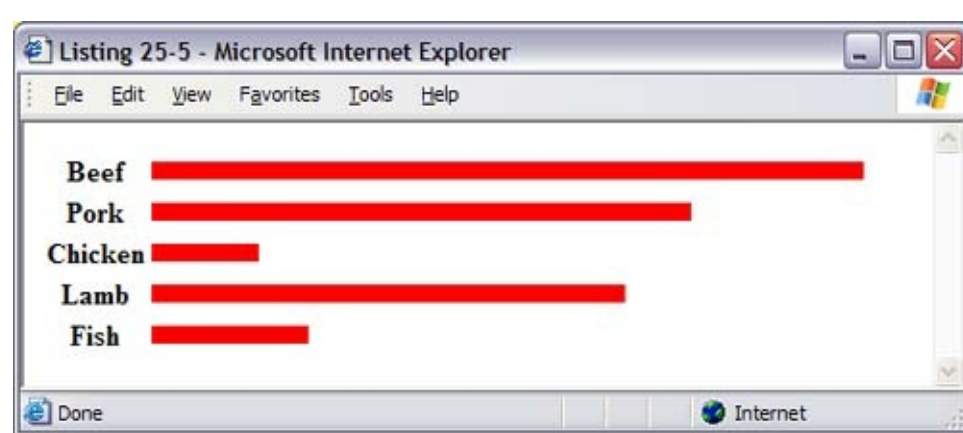 Listing 25-5 - Microsoft Internet Explorer
File Edit View Favorites Tools Help
Beef
Pork
Chicken
Lamb
Fish
Done Internet